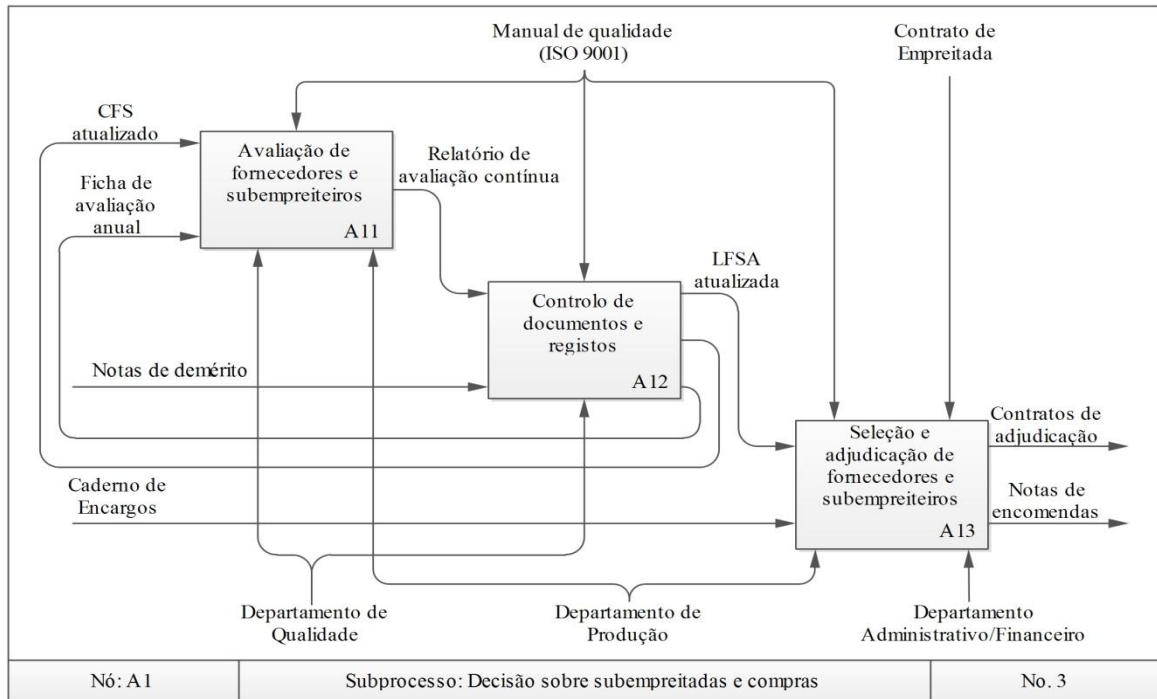 Manual de qualidade
(ISO 9001)
Contrato de
Empreitada
CFS
atualizado
Avaliação de
fornecedores e
subempreiteiros
A11
Relatório de
avaliação contínua
Ficha de
avaliação
anual
LFSA
atualizada
Controlo de
documentos e
registos
A12
Notas de demérito
Seleção e
adjudicação de
fornecedores e
subempreiteiros
A13
Contratos de
adjudicação
Caderno de
Encargos
Notas de
encomendas
Departamento de
Qualidade
Departamento de
Produção
Departamento
Administrativo/Financeiro
Nó: A1
Subprocesso: Decisão sobre subempreitadas e compras
No. 3